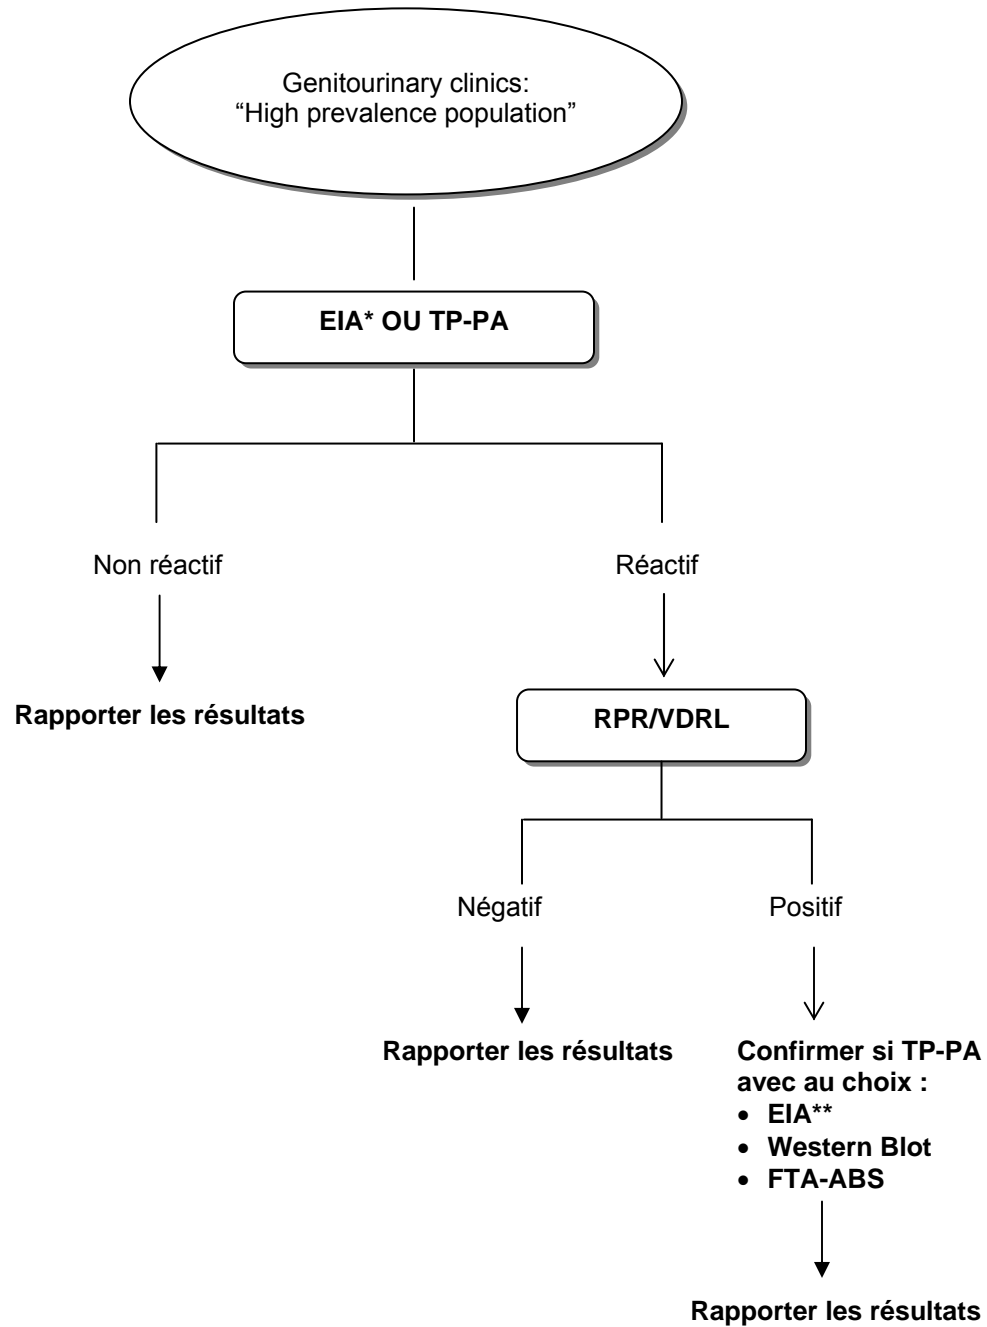 Genitourinary clinics:
“High prevalence population”
EIA* OU TP-PA
Non réactif
Réactif
Rapporter les résultats
RPR/VDRL
Négatif
Positif
Rapporter les résultats
Confirmer si TP-PA
avec au choix :
• EIA**
• Western Blot
• FTA-ABS
Rapporter les résultats